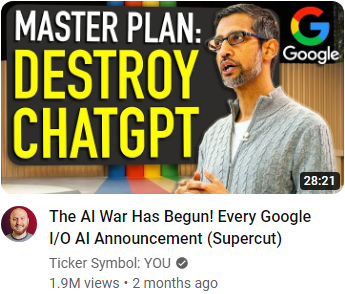 MASTER PLAN:
DESTROY
CHATGPT
Google
28:21
The AI War Has Begun! Every Google
I/O AI Announcement (Supercut)
Ticker Symbol: YOU
1.9M views • 2 months ago